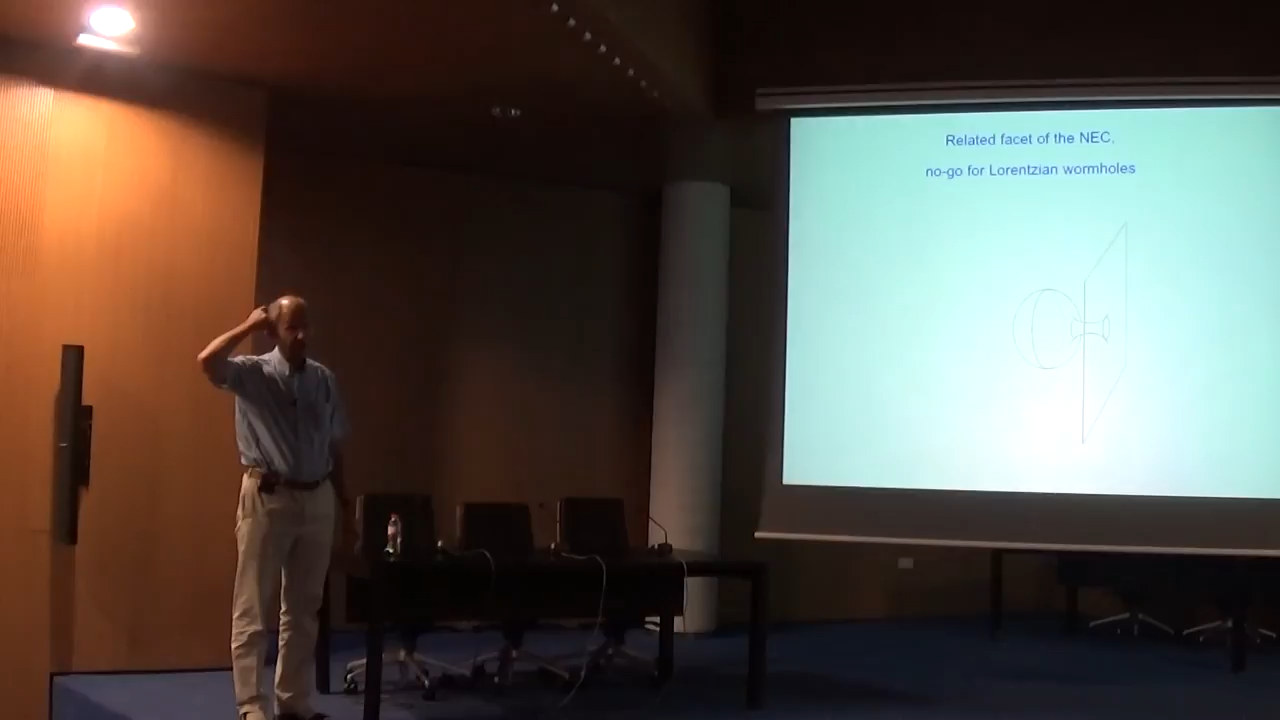 Related facet of the NEC,
no-go for Lorentzian wormholes